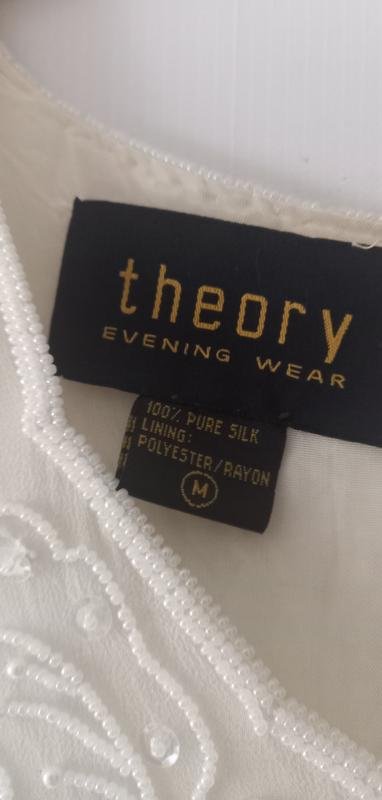 theory
EVENING WEAR
100% PURE SILK
LINING:
POLYESTER/RAYON
M